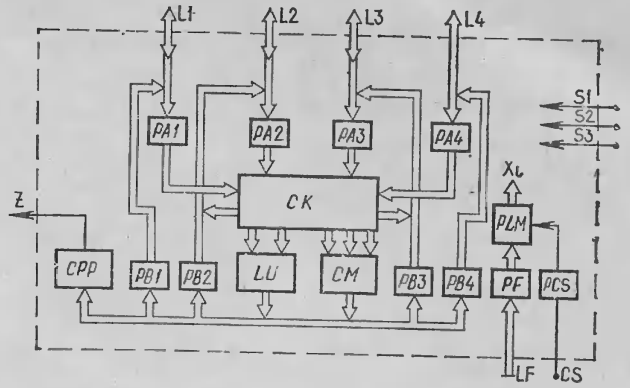 L1 L2 L3 L4
S1
S2
S3
PA1 PA2 PA3 PA4
CK
Xi
Z
PLM
CPP PB1 PB2 LU CM PB3 PB4 PF PCS
LF CS